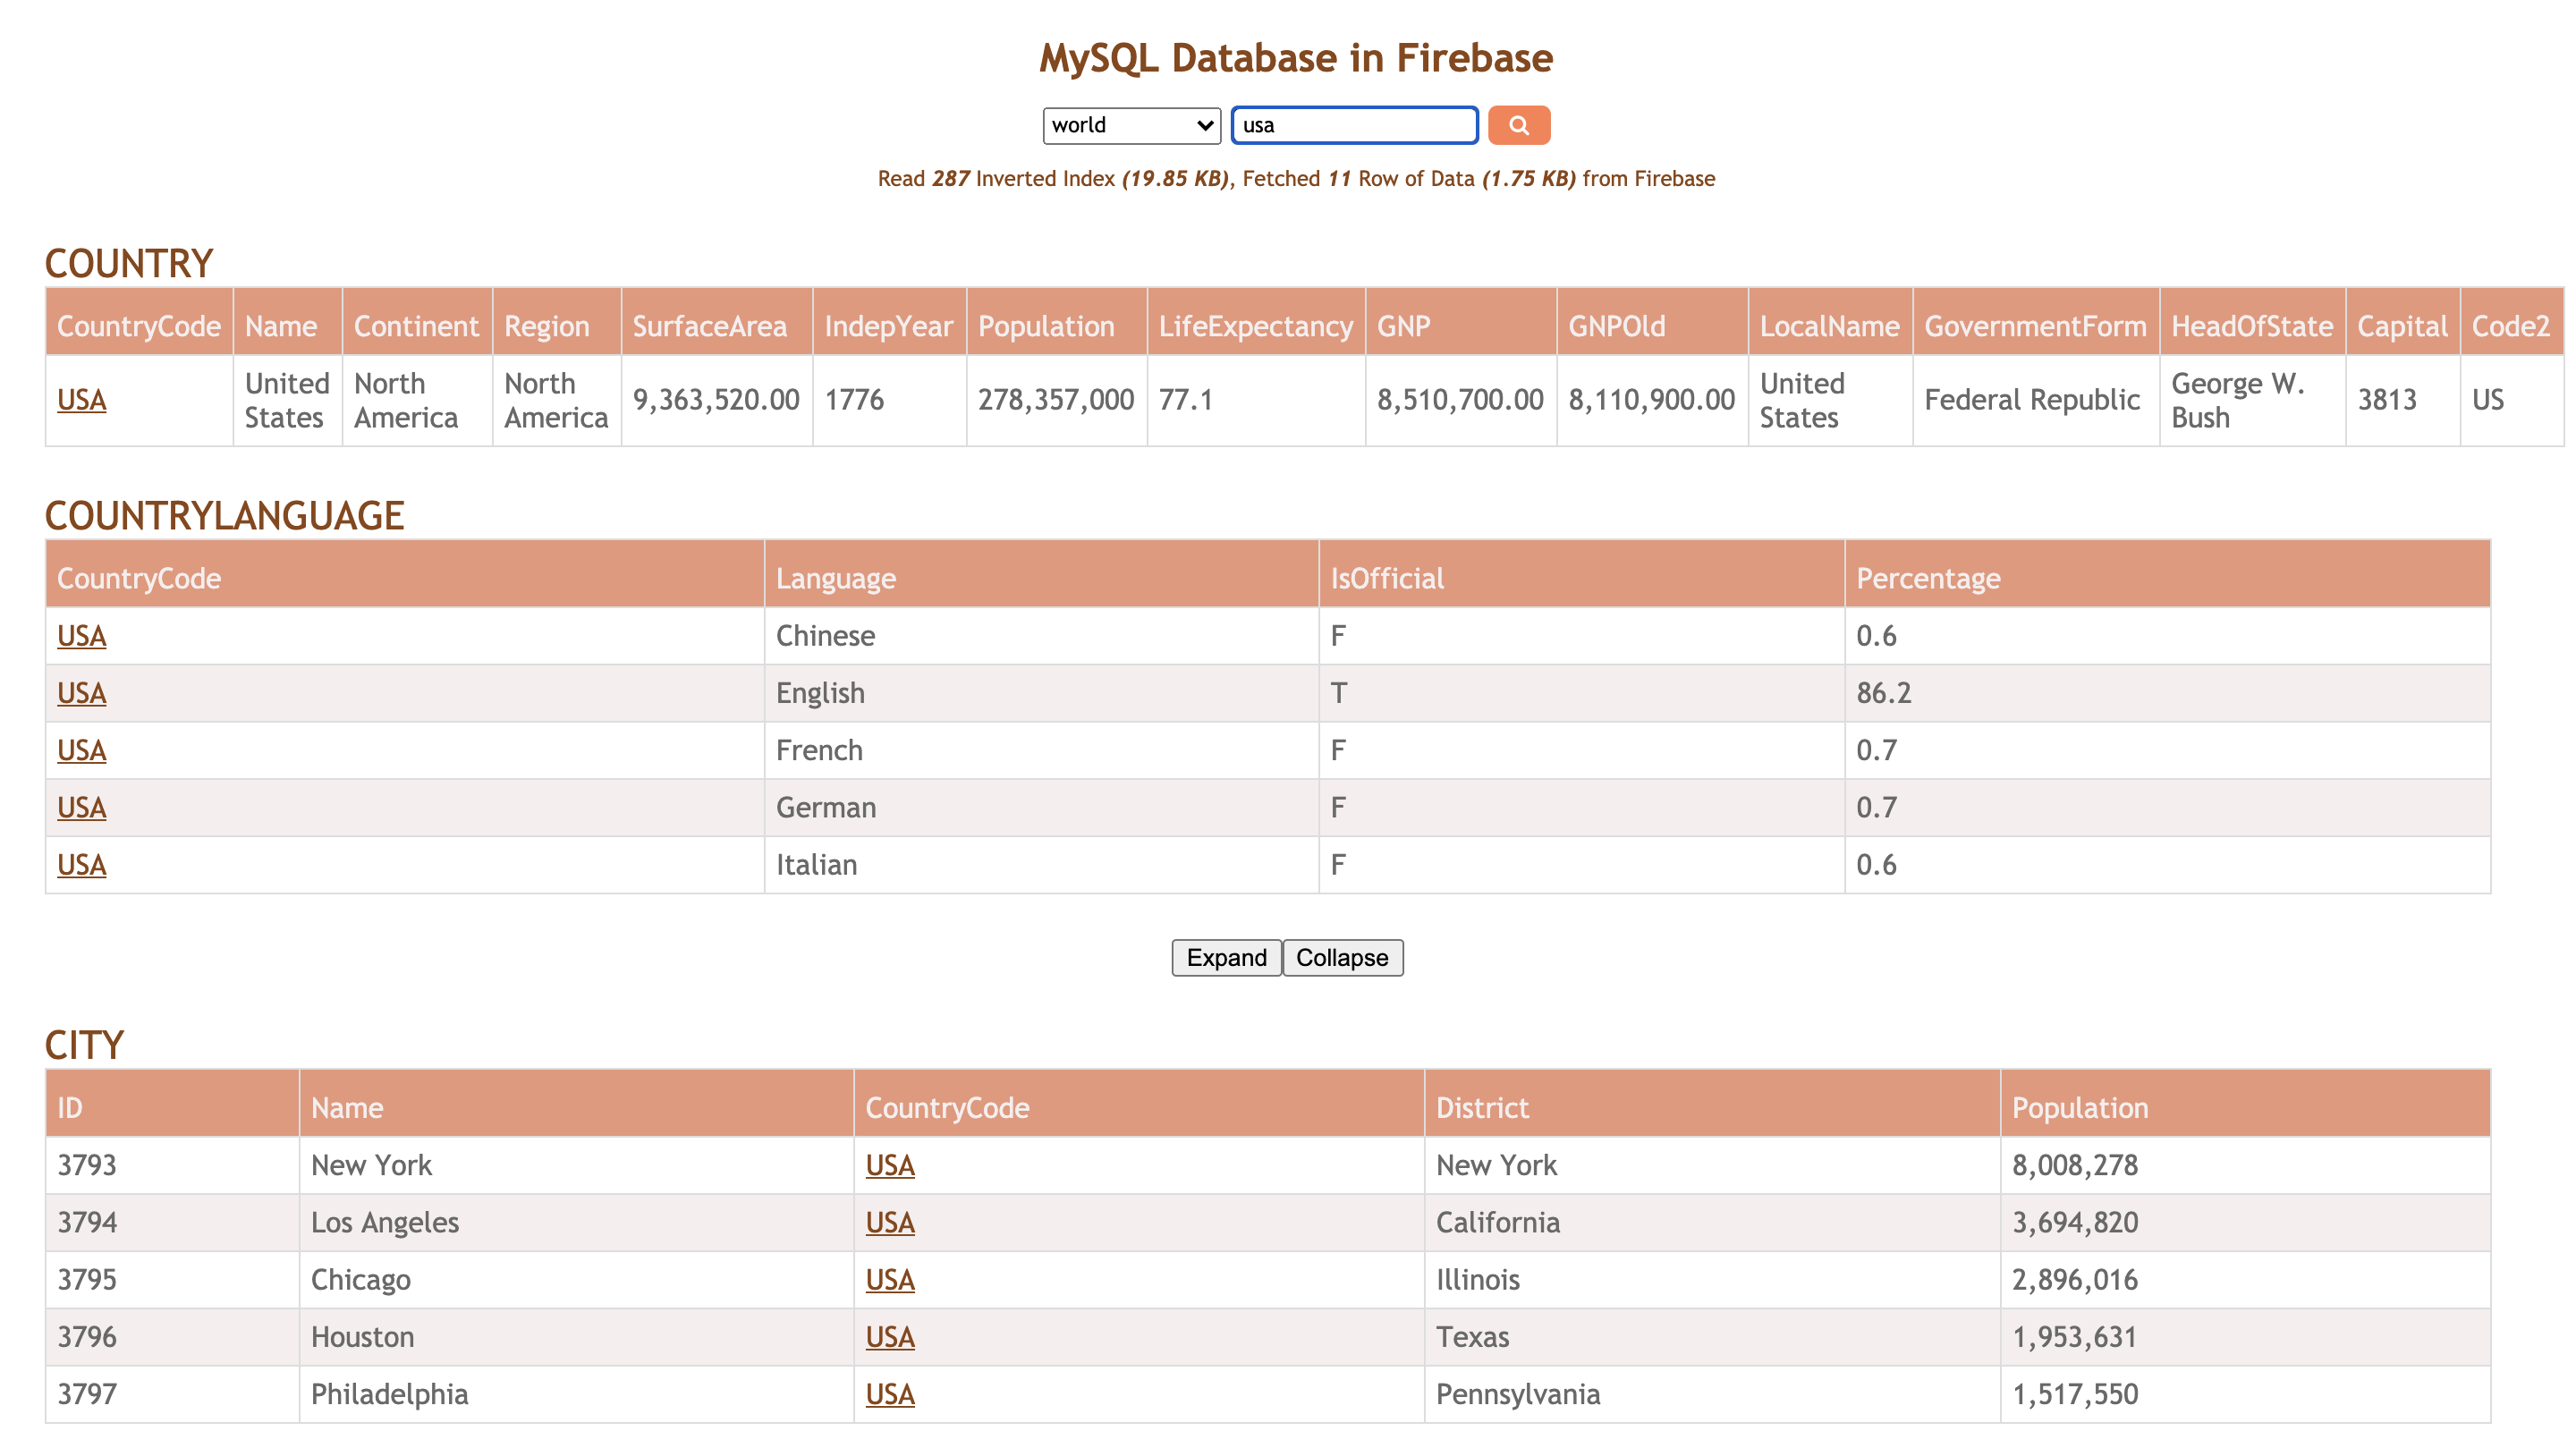 MySQL Database in Firebase
world usa
Read 287 Inverted Index (19.85 KB), Fetched 11 Row of Data (1.75 KB) from Firebase
COUNTRY
CountryCode Name Continent Region SurfaceArea IndepYear Population LifeExpectancy GNP GNPOld LocalName GovernmentForm HeadOfState Capital Code2
USA United States North America North America 9,363,520.00 1776 278,357,000 77.1 8,510,700.00 8,110,900.00 United States Federal Republic George W. Bush 3813 US
COUNTRYLANGUAGE
CountryCode Language IsOfficial Percentage
USA Chinese F 0.6
USA English T 86.2
USA French F 0.7
USA German F 0.7
USA Italian F 0.6
Expand Collapse
CITY
ID Name CountryCode District Population
3793 New York USA New York 8,008,278
3794 Los Angeles USA California 3,694,820
3795 Chicago USA Illinois 2,896,016
3796 Houston USA Texas 1,953,631
3797 Philadelphia USA Pennsylvania 1,517,550